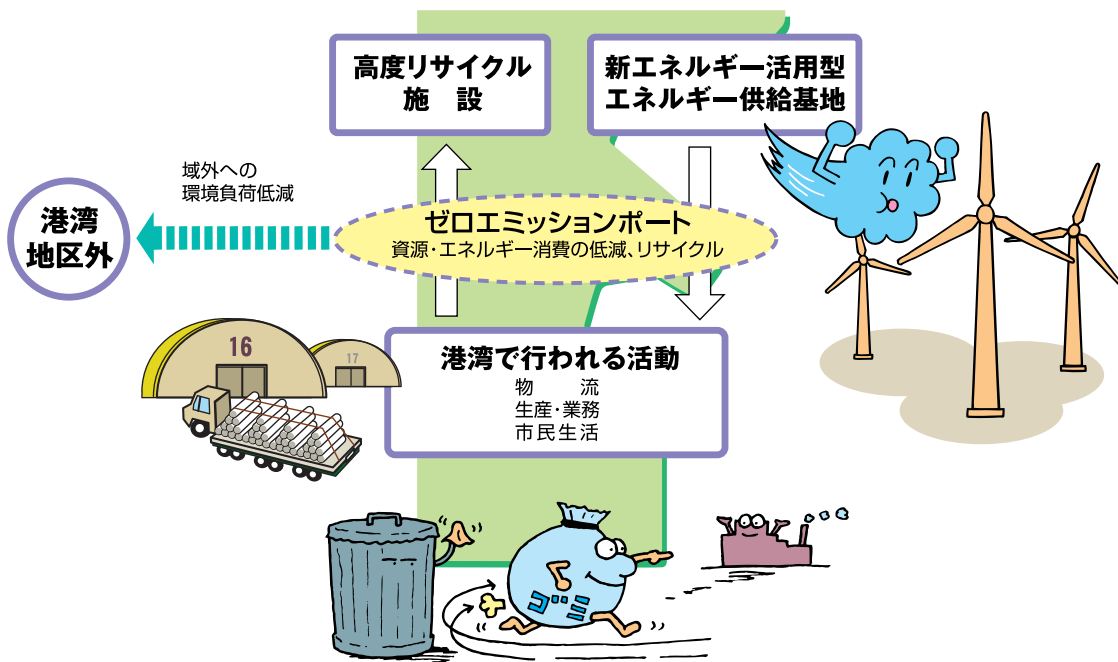 高度リサイクル
施　設
新エネルギー活用型
エネルギー供給基地
域外への
環境負荷低減
港湾
地区外
ゼロエミッションポート
資源・エネルギー消費の低減、リサイクル
16
17
港湾で行われる活動
物　　流
生産・業務
市民生活
ゴミ